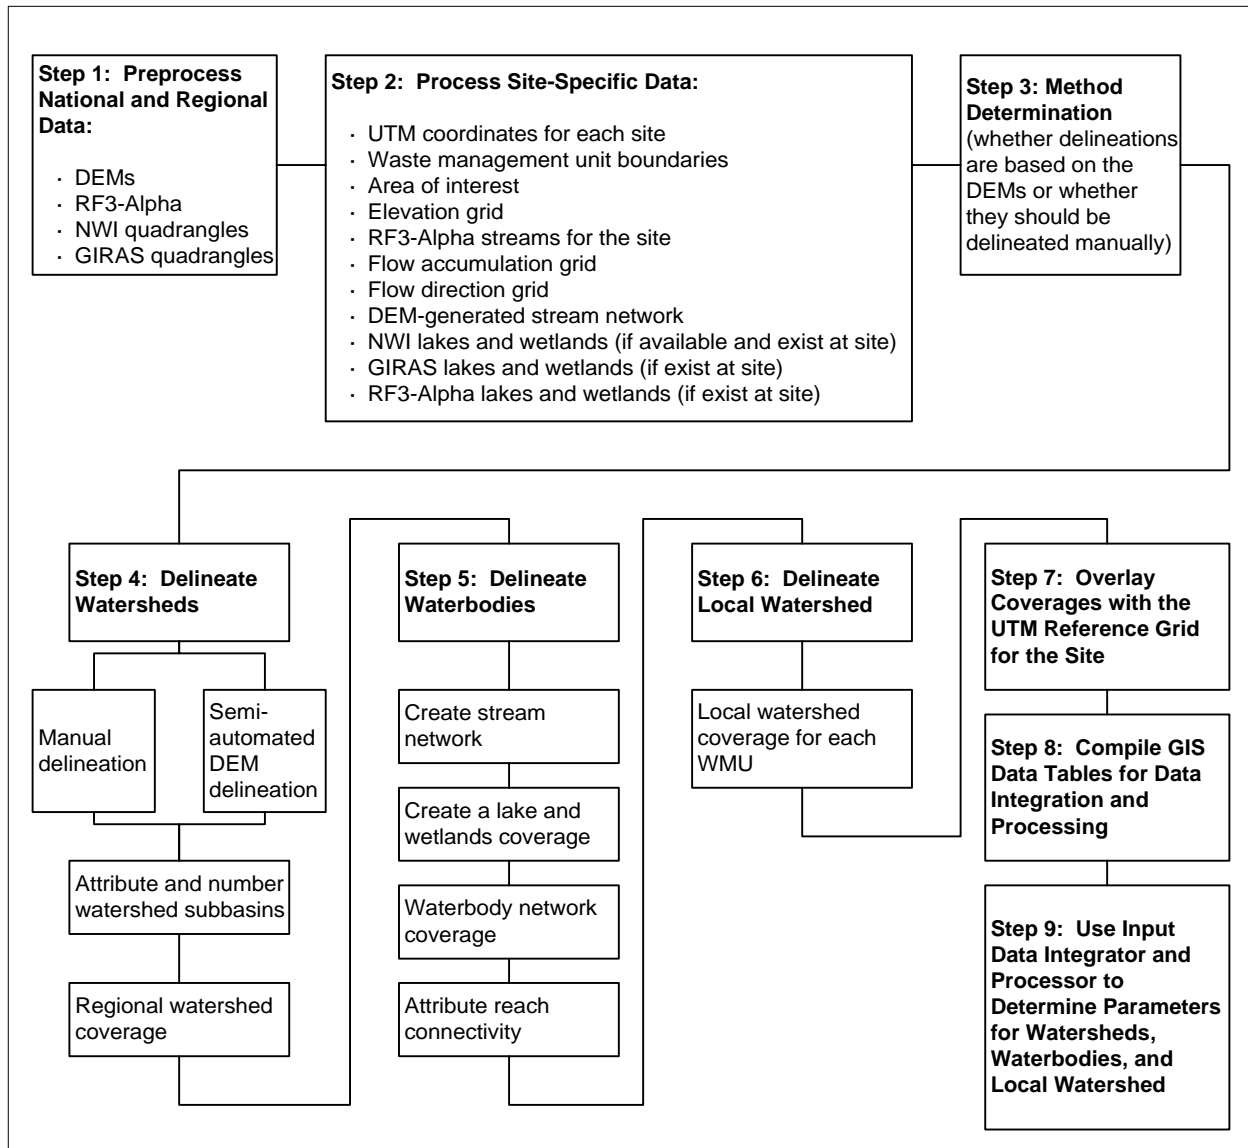 Step 1:  Preprocess
National and Regional
Data:
· DEMs
· RF3-Alpha
· NWI quadrangles
· GIRAS quadrangles
Step 2:  Process Site-Specific Data:
· UTM coordinates for each site
· Waste management unit boundaries
· Area of interest
· Elevation grid
· RF3-Alpha streams for the site
· Flow accumulation grid
· Flow direction grid
· DEM-generated stream network
· NWI lakes and wetlands (if available and exist at site)
· GIRAS lakes and wetlands (if exist at site)
· RF3-Alpha lakes and wetlands (if exist at site)
Step 3: Method
Determination
(whether delineations
are based on the
DEMs or whether
they should be
delineated manually)
Step 4:  Delineate
Watersheds
Manual
delineation
Semi-
automated
DEM
delineation
Attribute and number
watershed subbasins
Regional watershed
coverage
Step 5:  Delineate
Waterbodies
Create stream
network
Create a lake and
wetlands coverage
Waterbody network
coverage
Attribute reach
connectivity
Step 6:  Delineate
Local Watershed
Local watershed
coverage for each
WMU
Step 7:  Overlay
Coverages with the
UTM Reference Grid
for the Site
Step 8:  Compile GIS
Data Tables for Data
Integration and
Processing
Step 9:  Use Input
Data Integrator and
Processor to
Determine Parameters
for Watersheds,
Waterbodies, and
Local Watershed